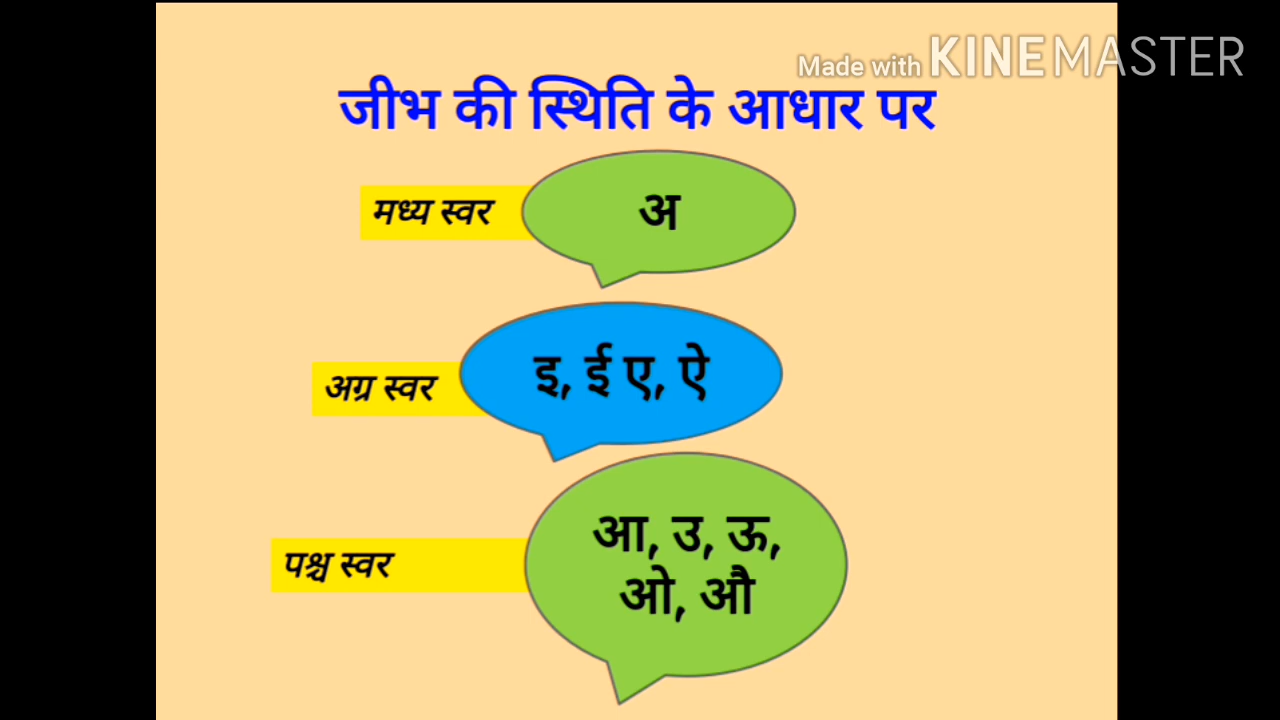 Made with KINEMASTER
जीभ की स्थिति के आधार पर
मध्य स्वर
अ
अग्र स्वर
इ, ई ए, ऐ
पश्च स्वर
आ, उ, ऊ,
ओ, औ